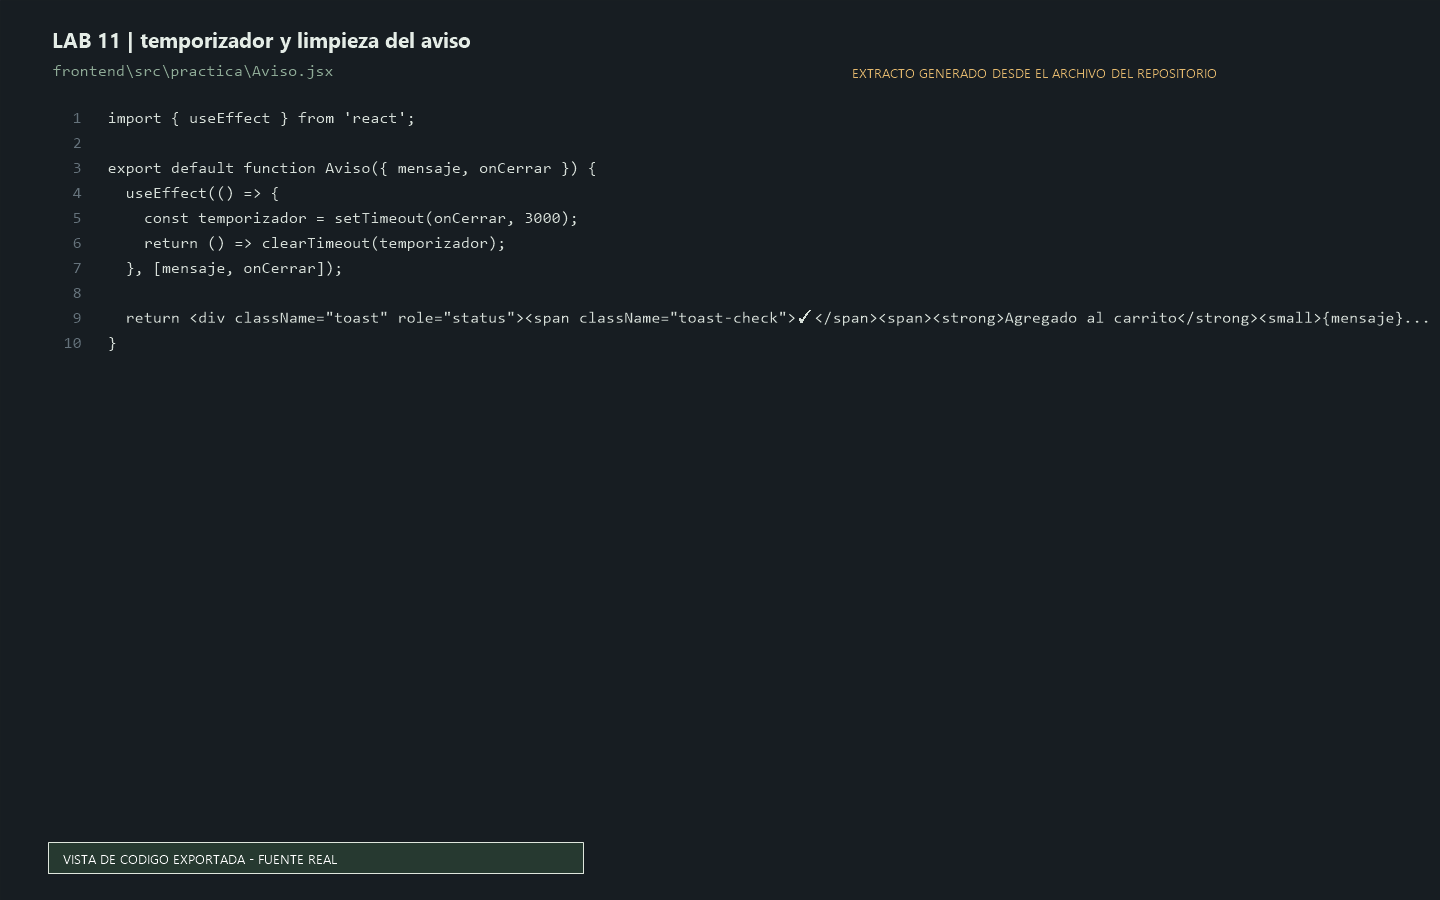 LAB 11 | temporizador y limpieza del aviso
frontend\src\practica\Aviso.jsx
EXTRACTO GENERADO DESDE EL ARCHIVO DEL REPOSITORIO
1 import { useEffect } from 'react';
2
3 export default function Aviso({ mensaje, onCerrar }) {
4   useEffect(() => {
5     const temporizador = setTimeout(onCerrar, 3000);
6     return () => clearTimeout(temporizador);
7   }, [mensaje, onCerrar]);
8
9   return <div className="toast" role="status"><span className="toast-check">✓</span><span><strong>Agregado al carrito</strong><small>{mensaje}...
10 }
VISTA DE CODIGO EXPORTADA - FUENTE REAL